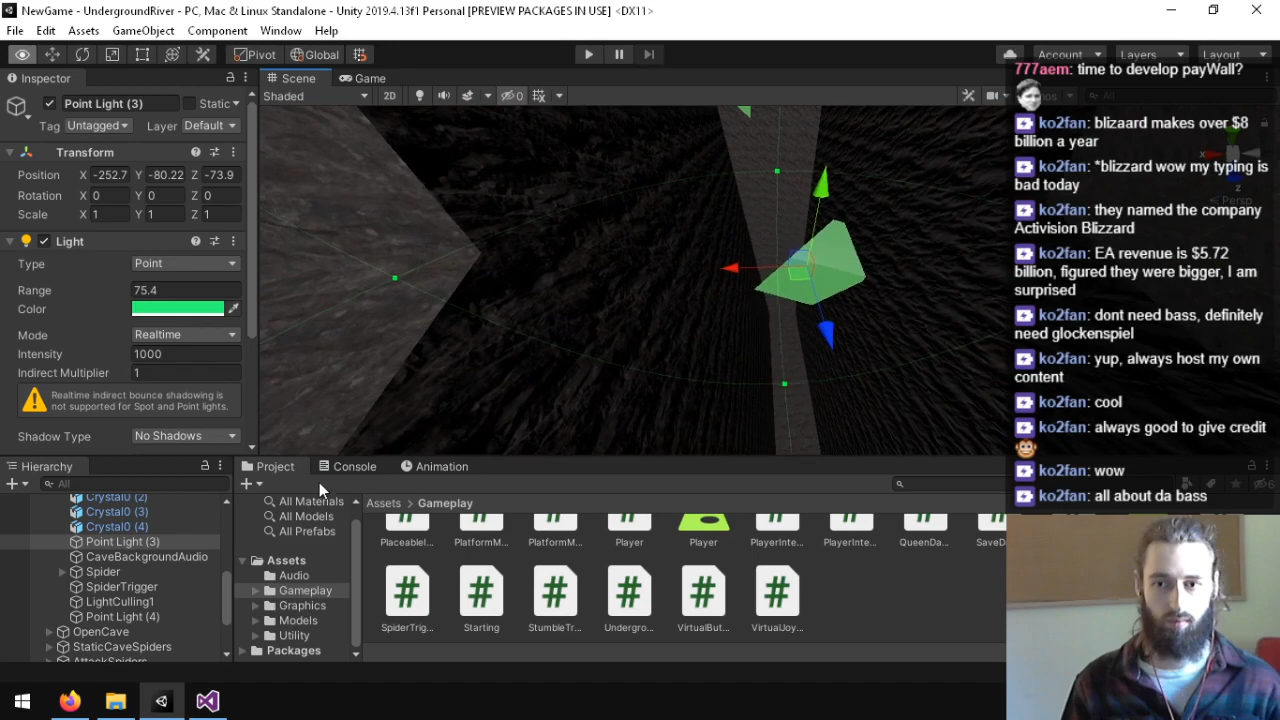 NewGame - UndergroundRiver - PC, Mac & Linux Standalone - Unity 2019.4.13f1 Personal [PREVIEW PACKAGES IN USE] <DX11>
File Edit Assets GameObject Component Window Help
Pivot Global Account Layers Layout
Inspector
Point Light (3) Static
Tag Untagged Layer Default
Transform
Position X -252.7 Y -80.22 Z -73.9
Rotation X 0 Y 0 Z 0
Scale X 1 Y 1 Z 1
Light
Type Point
Range 75.4
Color
Mode Realtime
Intensity 1000
Indirect Multiplier 1
Realtime indirect bounce shadowing is
not supported for Spot and Point lights.
Shadow Type No Shadows
Scene Game
Shaded 2D 0
777aem: time to develop payWall?
ko2fan: blizaard makes over $8
billion a year
ko2fan: *blizzard wow my typing is
bad today
ko2fan: they named the company
Activision Blizzard
ko2fan: EA revenue is $5.72
billion, figured they were bigger, I am
surprised
ko2fan: dont need bass, definitely
need glockenspiel
ko2fan: yup, always host my own
content
ko2fan: cool
ko2fan: always good to give credit
ko2fan: wow
ko2fan: all about da bass
Hierarchy
All
Crystal0 (2)
Crystal0 (3)
Crystal0 (4)
Point Light (3)
CaveBackgroundAudio
Spider
SpiderTrigger
LightCulling1
Point Light (4)
OpenCave
StaticCaveSpiders
AttackSpiders
Project Console Animation
All Materials
All Models
All Prefabs
Assets
Audio
Gameplay
Graphics
Models
Utility
Packages
Assets > Gameplay
PlaceableI... PlatformM... PlatformM... Player Player PlayerInte... PlayerInte... QueenDa... SaveDa
SpiderTrig... Starting StumbleTr... Undergro... VirtualBut... VirtualJoy...